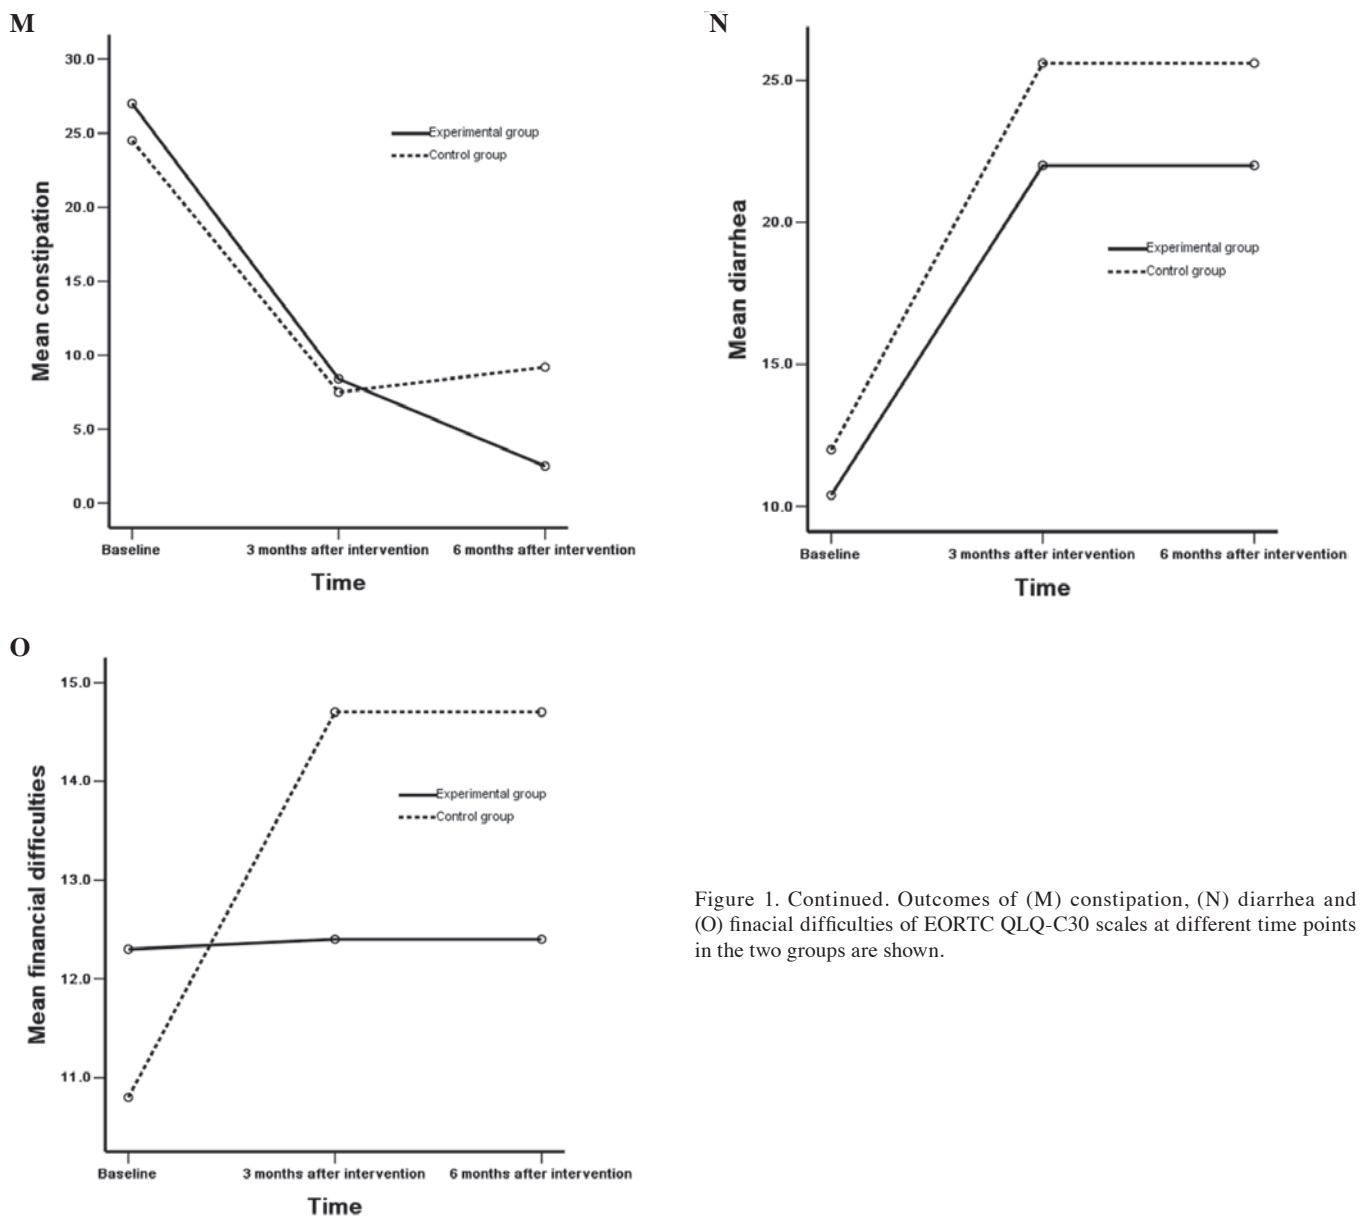 M
30.0
25.0
20.0
15.0
10.0
5.0
0.0
Mean constipation
Experimental group
Control group
Baseline
3 months after intervention
6 months after intervention
Time
N
25.0
20.0
15.0
10.0
Mean diarrhea
Experimental group
Control group
Baseline
3 months after intervention
6 months after intervention
Time
O
15.0
14.0
13.0
12.0
11.0
Mean financial difficulties
Experimental group
Control group
Baseline
3 months after intervention
6 months after intervention
Time
Figure 1. Continued. Outcomes of (M) constipation, (N) diarrhea and
(O) finacial difficulties of EORTC QLQ-C30 scales at different time points
in the two groups are shown.